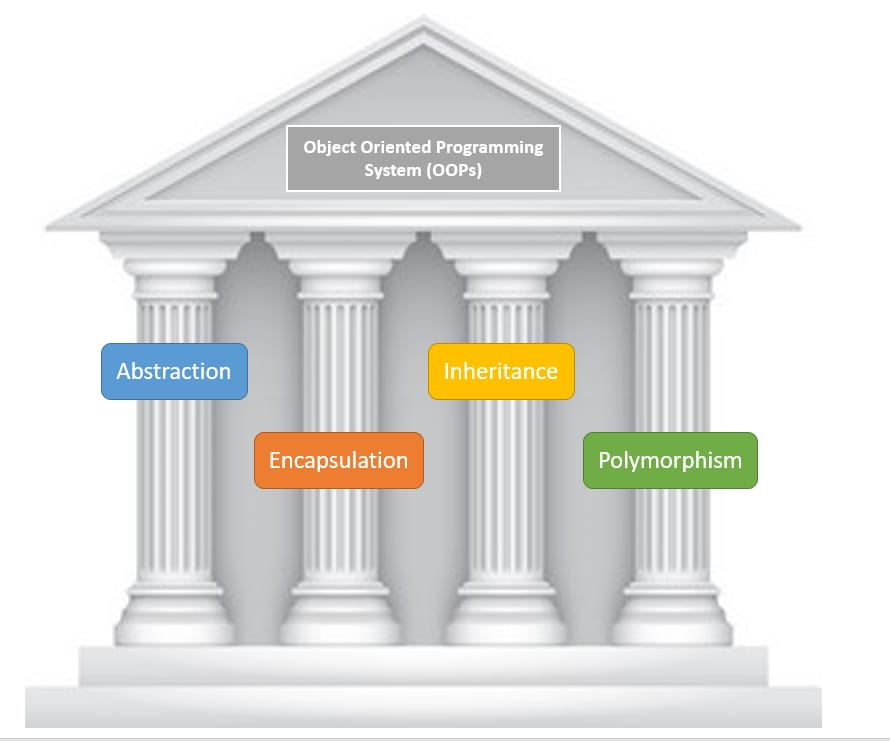 Object Oriented Programming
System (OOPs)
Abstraction
Inheritance
Encapsulation
Polymorphism